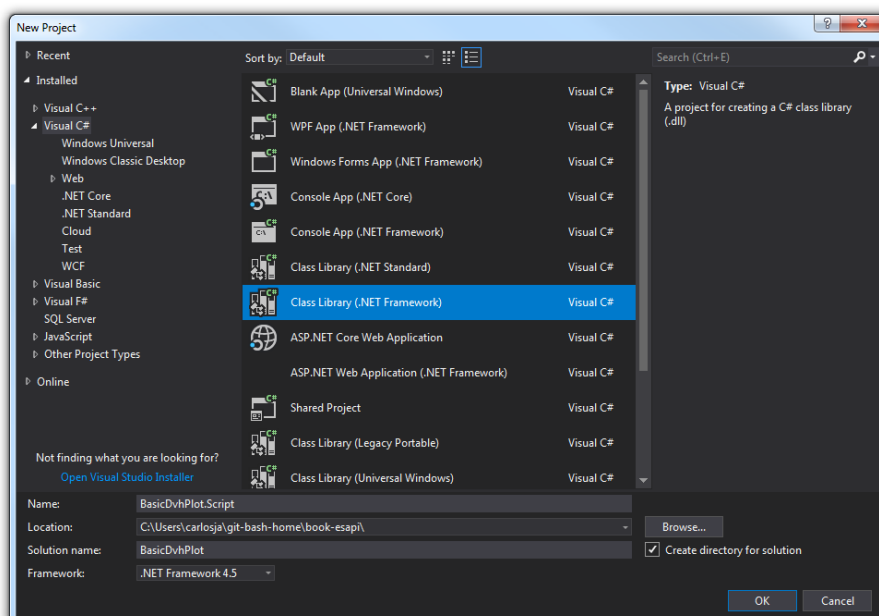 New Project
Recent
Installed
Visual C++
Visual C#
Windows Universal
Windows Classic Desktop
Web
.NET Core
.NET Standard
Cloud
Test
WCF
Visual Basic
Visual F#
SQL Server
JavaScript
Other Project Types
Online
Not finding what you are looking for?
Open Visual Studio Installer
Sort by: Default
Blank App (Universal Windows) Visual C#
WPF App (.NET Framework) Visual C#
Windows Forms App (.NET Framework) Visual C#
Console App (.NET Core) Visual C#
Console App (.NET Framework) Visual C#
Class Library (.NET Standard) Visual C#
Class Library (.NET Framework) Visual C#
ASP.NET Core Web Application Visual C#
ASP.NET Web Application (.NET Framework) Visual C#
Shared Project Visual C#
Class Library (Legacy Portable) Visual C#
Class Library (Universal Windows) Visual C#
Search (Ctrl+E)
Type: Visual C#
A project for creating a C# class library
(.dll)
Name: BasicDvhPlot.Script
Location: C:\Users\carlosja\git-bash-home\book-esapi\ Browse...
Solution name: BasicDvhPlot Create directory for solution
Framework: .NET Framework 4.5
OK Cancel